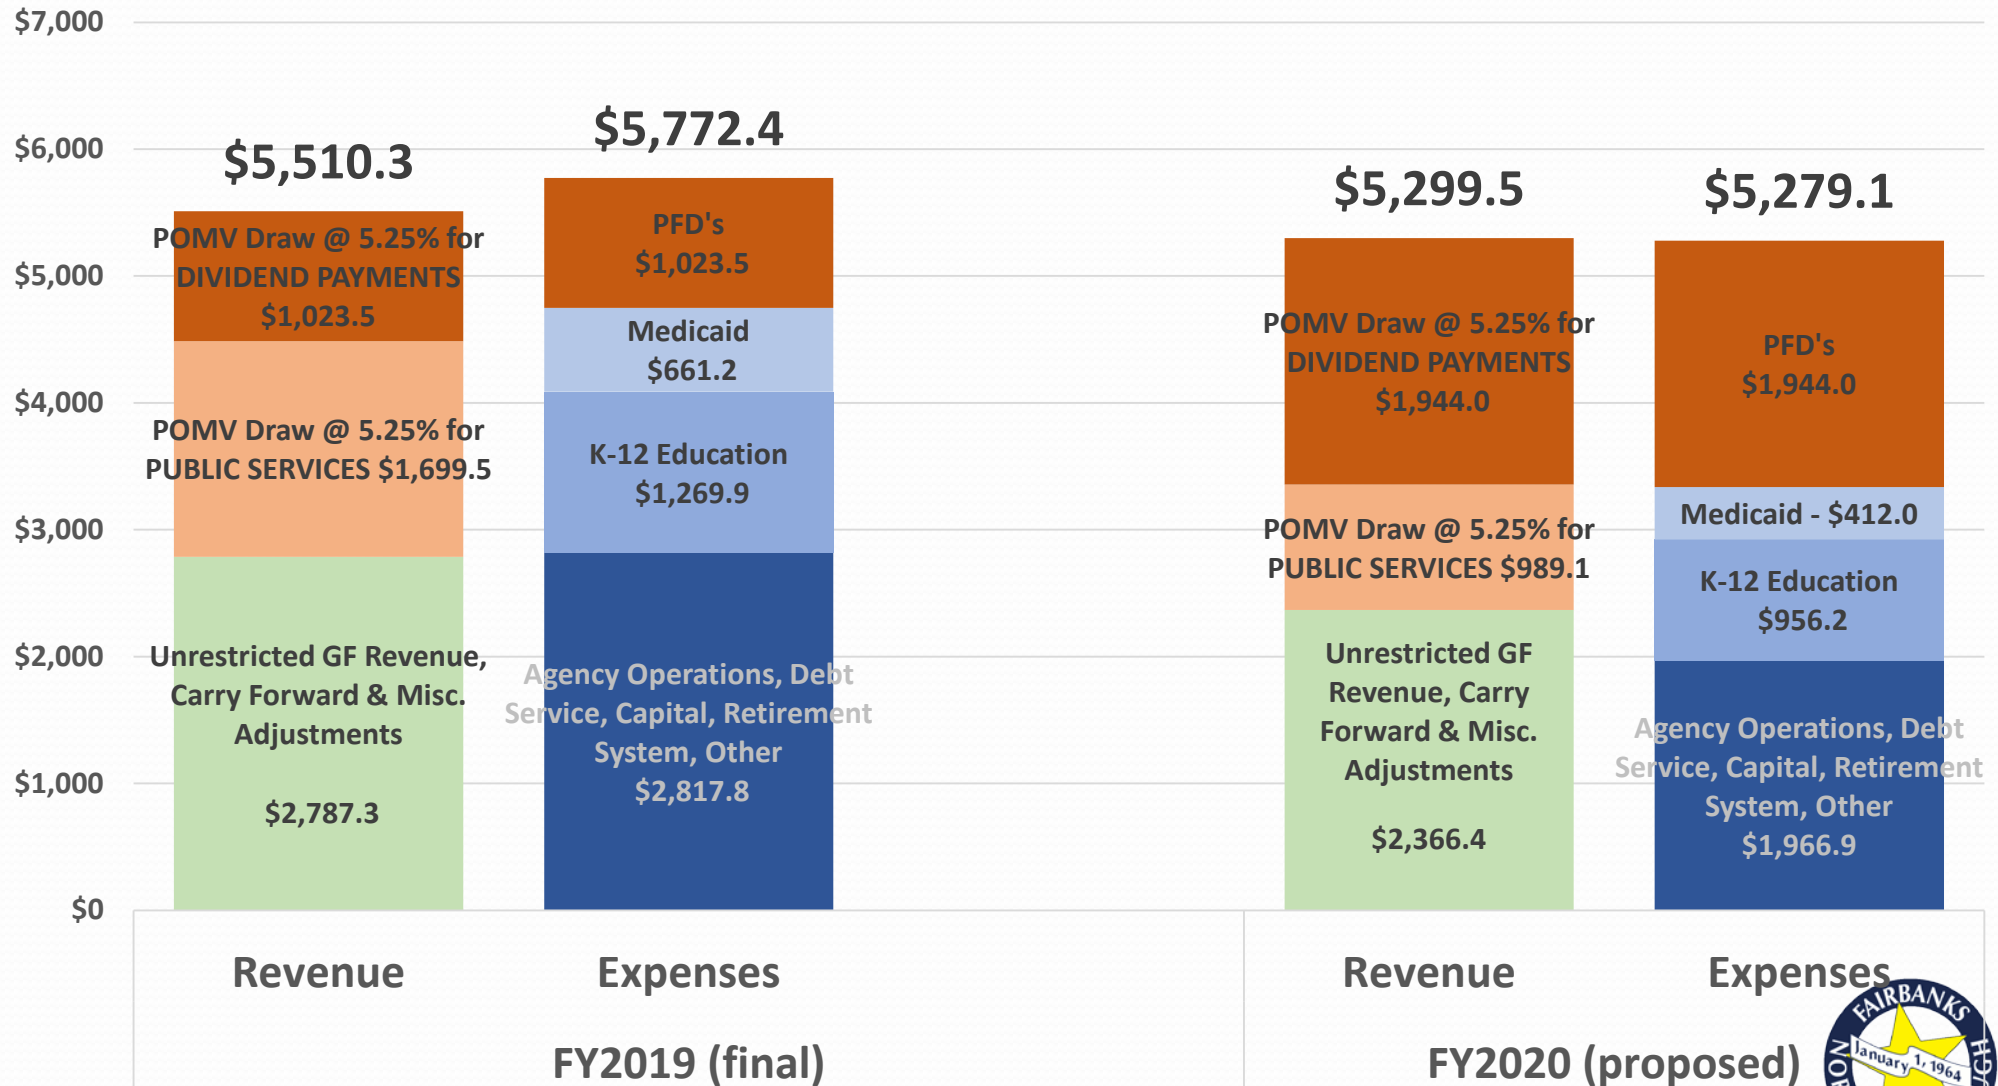 $7,000
$6,000
$5,000
$4,000
$3,000
$2,000
$1,000
$0
$5,510.3
POMV Draw @ 5.25% for
DIVIDEND PAYMENTS
$1,023.5
POMV Draw @ 5.25% for
PUBLIC SERVICES $1,699.5
Unrestricted GF Revenue,
Carry Forward & Misc.
Adjustments
$2,787.3
$5,772.4
PFD's
$1,023.5
Medicaid
$661.2
K-12 Education
$1,269.9
Agency Operations, Debt
Service, Capital, Retirement
System, Other
$2,817.8
$5,299.5
POMV Draw @ 5.25% for
DIVIDEND PAYMENTS
$1,944.0
POMV Draw @ 5.25% for
PUBLIC SERVICES $989.1
Unrestricted GF
Revenue, Carry
Forward & Misc.
Adjustments
$2,366.4
$5,279.1
PFD's
$1,944.0
Medicaid - $412.0
K-12 Education
$956.2
Agency Operations, Debt
Service, Capital, Retirement
System, Other
$1,966.9
Revenue
Expenses
Revenue
Expenses
FY2019 (final)
FY2020 (proposed)
FAIRBANKS
January 1, 1964